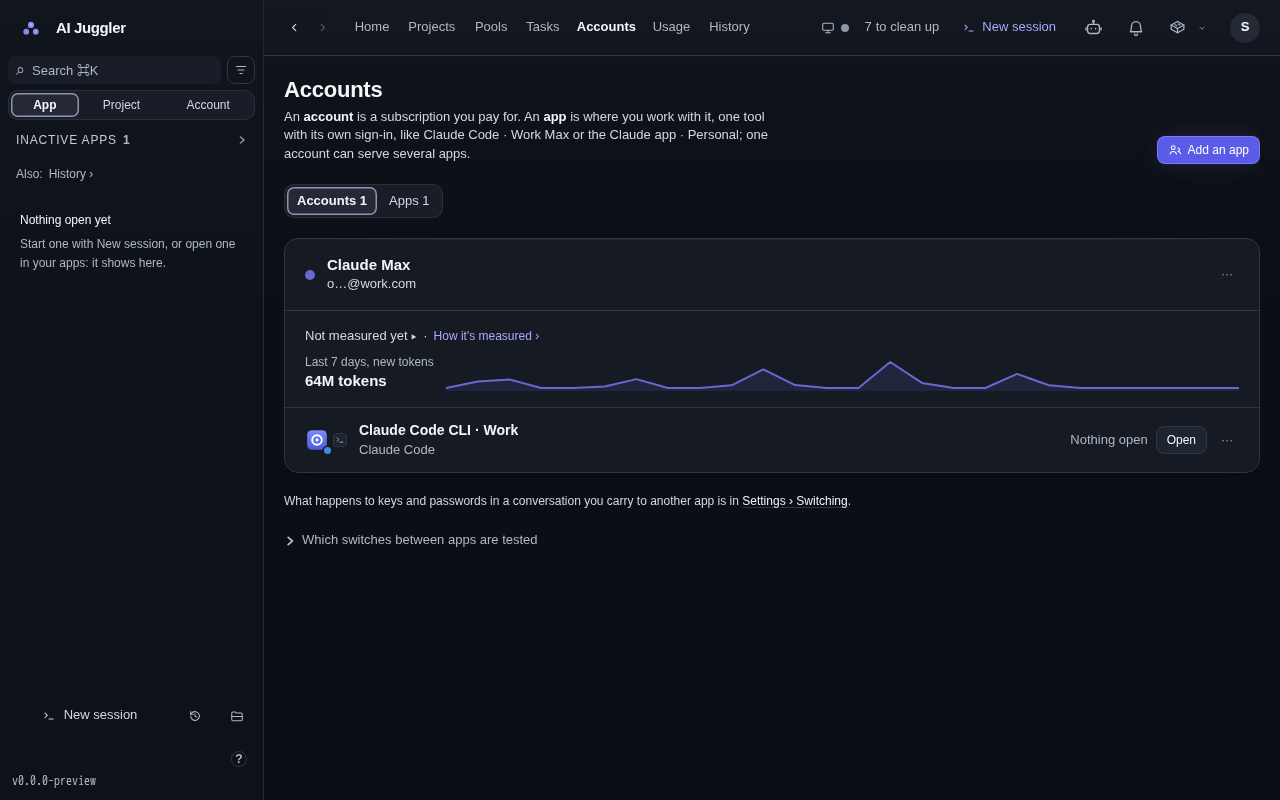 AI Juggler
Search ⌘K
App Project Account
INACTIVE APPS 1
Also: History ›
Nothing open yet
Start one with New session, or open one
in your apps: it shows here.
New session
?
v0.0.0-preview
Home Projects Pools Tasks Accounts Usage History
7 to clean up
New session
S
Accounts
An account is a subscription you pay for. An app is where you work with it, one tool
with its own sign-in, like Claude Code · Work Max or the Claude app · Personal; one
account can serve several apps.
Add an app
Accounts 1 Apps 1
Claude Max
o…@work.com
···
Not measured yet ▸ · How it's measured ›
Last 7 days, new tokens
64M tokens
Claude Code CLI · Work
Claude Code
Nothing open Open ···
What happens to keys and passwords in a conversation you carry to another app is in Settings › Switching.
Which switches between apps are tested